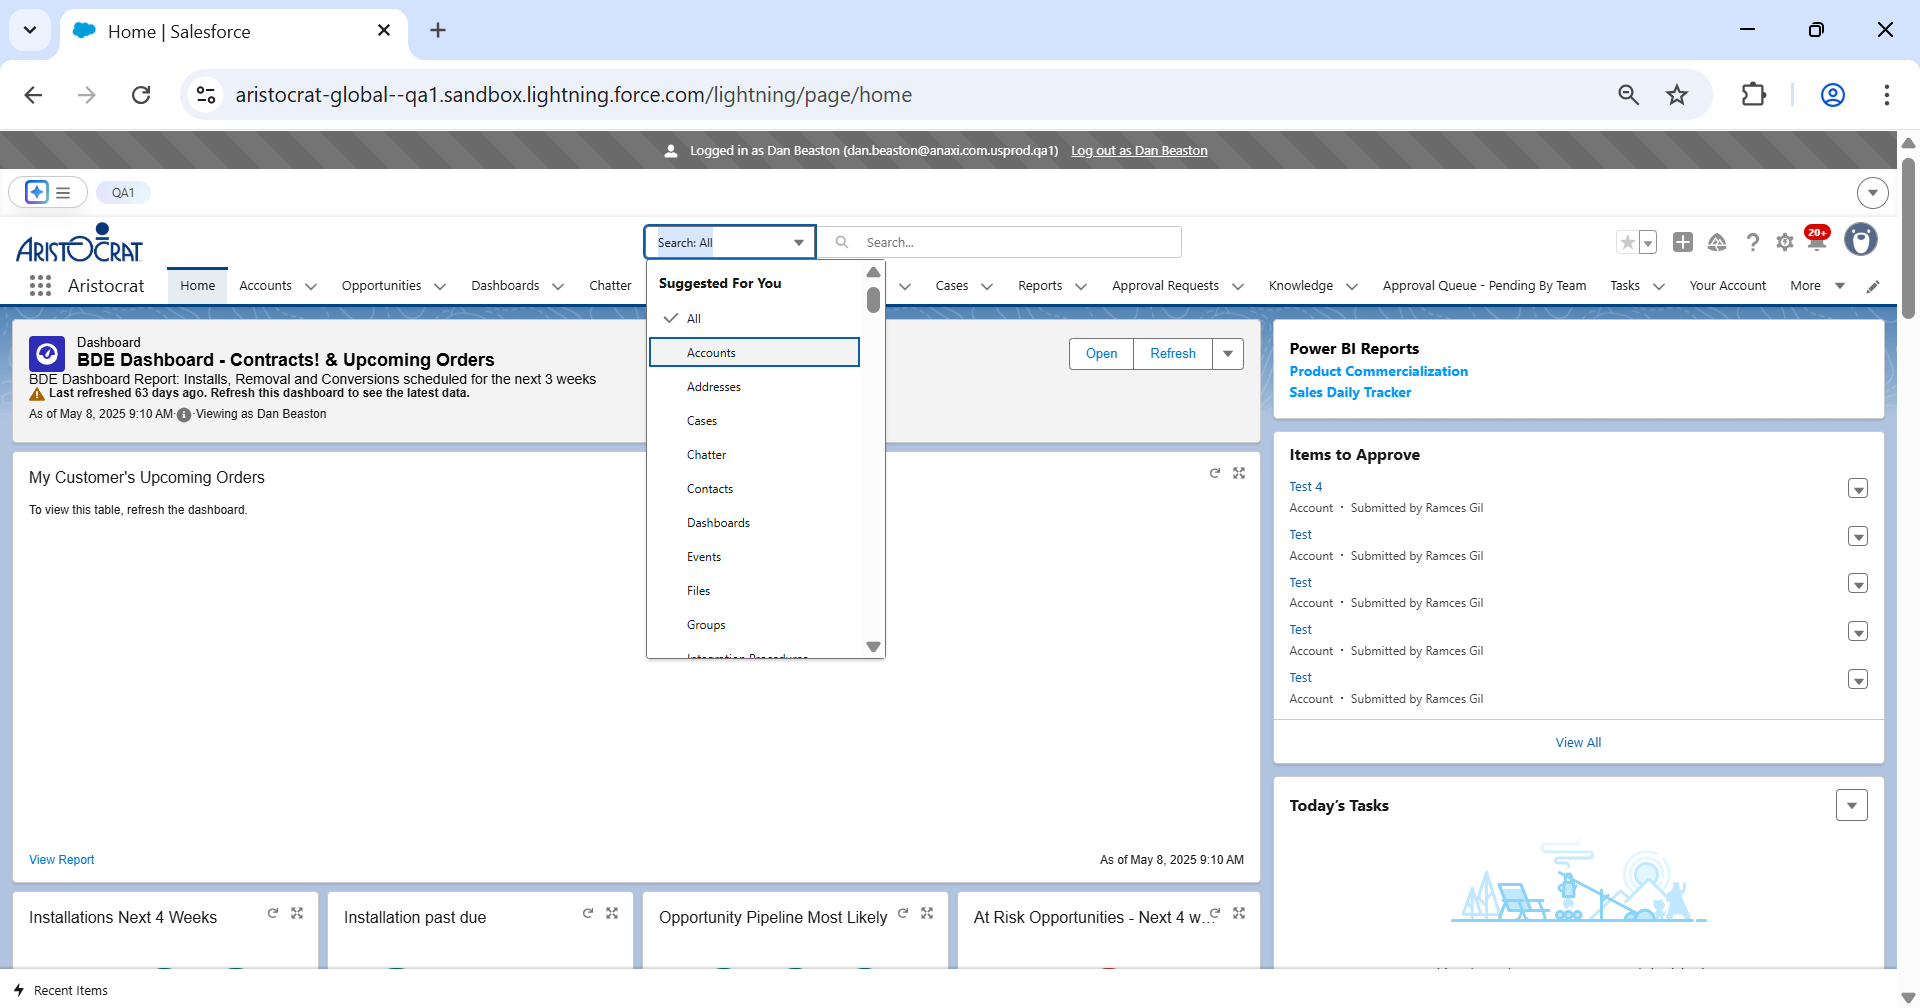 Home | Salesforce
aristocrat-global--qa1.sandbox.lightning.force.com/lightning/page/home
Logged in as Dan Beaston (dan.beaston@anaxi.com.usprod.qa1) Log out as Dan Beaston
QA1
ARISTOCRAT
Search: All
Search...
20+
Aristocrat
Home
Accounts
Opportunities
Dashboards
Chatter
Cases
Reports
Approval Requests
Knowledge
Approval Queue - Pending By Team
Tasks
Your Account
More
Suggested For You
All
Accounts
Addresses
Cases
Chatter
Contacts
Dashboards
Events
Files
Groups
Integration Procedures
Dashboard
BDE Dashboard - Contracts! & Upcoming Orders
BDE Dashboard Report: Installs, Removal and Conversions scheduled for the next 3 weeks
Last refreshed 63 days ago. Refresh this dashboard to see the latest data.
As of May 8, 2025 9:10 AM·Viewing as Dan Beaston
Open
Refresh
My Customer's Upcoming Orders
To view this table, refresh the dashboard.
View Report
As of May 8, 2025 9:10 AM
Installations Next 4 Weeks
Installation past due
Opportunity Pipeline Most Likely
At Risk Opportunities - Next 4 w...
Power BI Reports
Product Commercialization
Sales Daily Tracker
Items to Approve
Test 4
Account • Submitted by Ramces Gil
Test
Account • Submitted by Ramces Gil
Test
Account • Submitted by Ramces Gil
Test
Account • Submitted by Ramces Gil
Test
Account • Submitted by Ramces Gil
View All
Today's Tasks
Recent Items